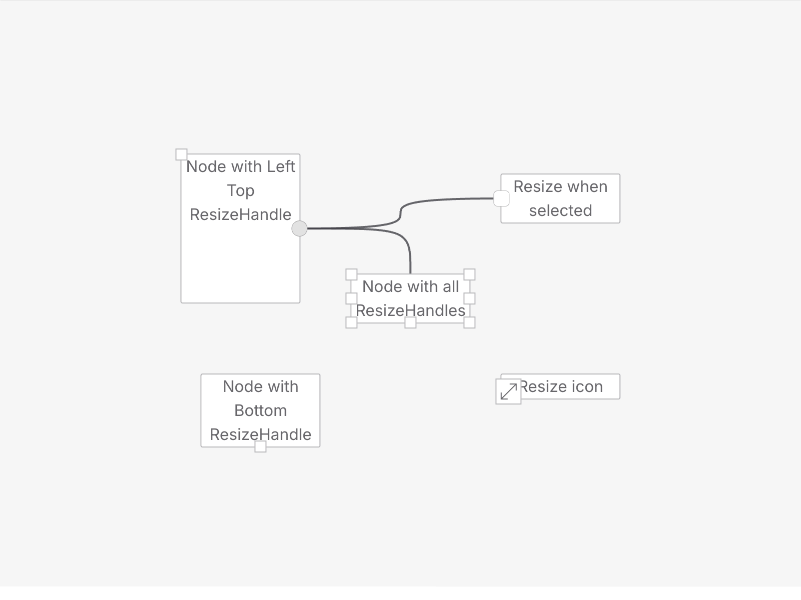 Node with Left
Top
ResizeHandle
Resize when
selected
Node with all
ResizeHandles
Node with
Bottom
ResizeHandle
Resize icon